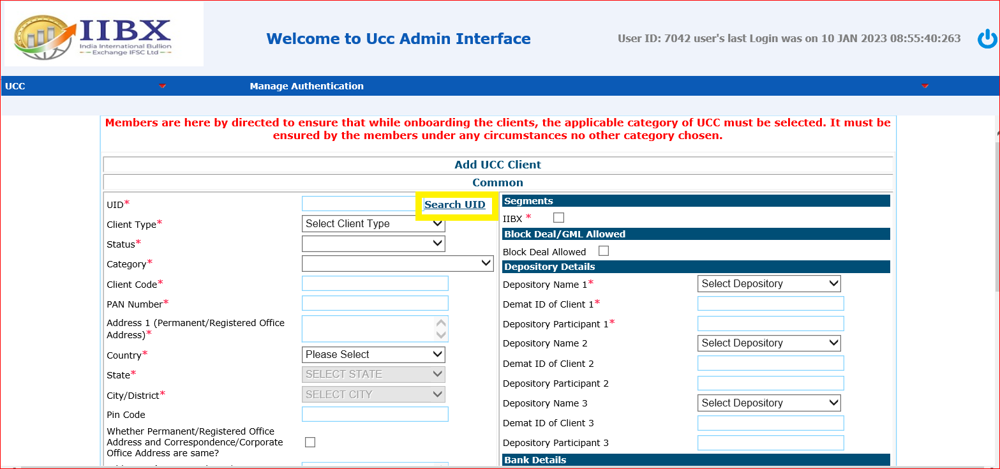 IIBX
India International Bullion
Exchange IFSC Ltd
Welcome to Ucc Admin Interface
User ID: 7042 user's last Login was on 10 JAN 2023 08:55:40:263
UCC
Manage Authentication
Members are here by directed to ensure that while onboarding the clients, the applicable category of UCC must be selected. It must be
ensured by the members under any circumstances no other category chosen.
Add UCC Client
Common
UID*
Search UID
Client Type*
Select Client Type
Status*
Category*
Client Code*
PAN Number*
Address 1 (Permanent/Registered Office
Address)*
Country*
Please Select
State*
SELECT STATE
City/District*
SELECT CITY
Pin Code
Whether Permanent/Registered Office
Address and Correspondence/Corporate
Office Address are same?
Segments
IIBX *
Block Deal/GML Allowed
Block Deal Allowed
Depository Details
Depository Name 1*
Select Depository
Demat ID of Client 1*
Depository Participant 1*
Depository Name 2
Select Depository
Demat ID of Client 2
Depository Participant 2
Depository Name 3
Select Depository
Demat ID of Client 3
Depository Participant 3
Bank Details